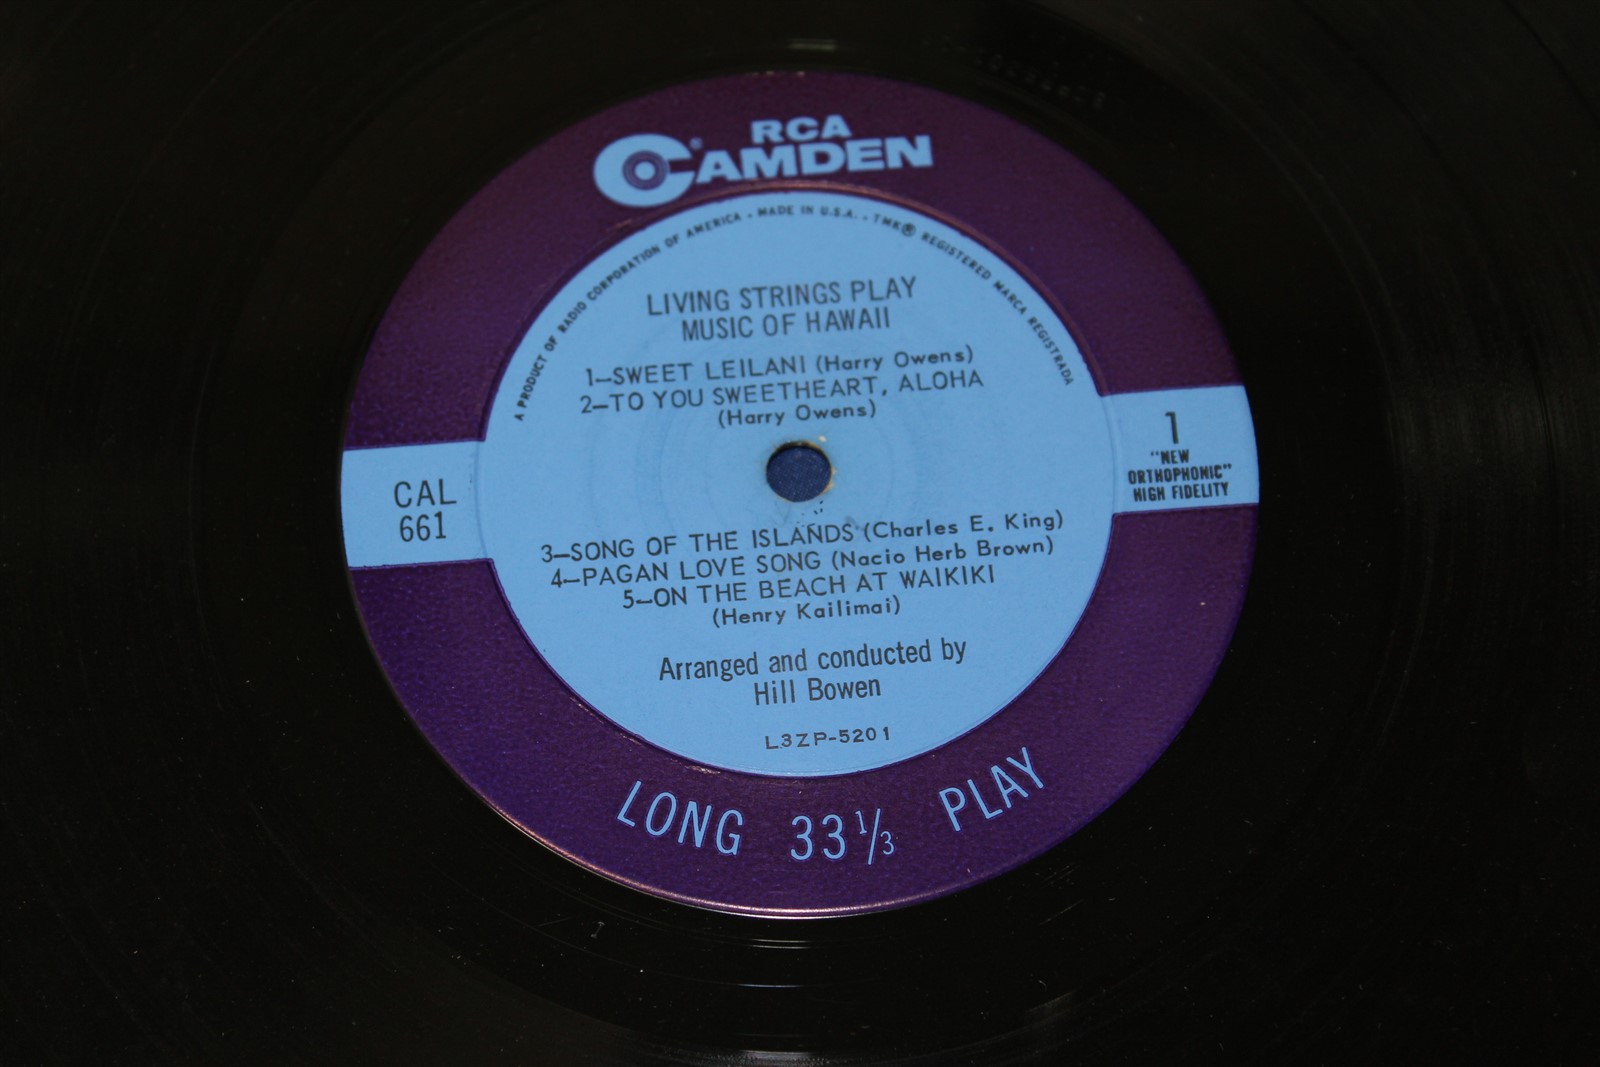 RCA
CAMDEN®
A PRODUCT OF RADIO CORPORATION OF AMERICA - MADE IN U.S.A. - TMK® REGISTERED MARCA REGISTRADA
LIVING STRINGS PLAY
MUSIC OF HAWAII
1—SWEET LEILANI (Harry Owens)
2—TO YOU SWEETHEART, ALOHA
(Harry Owens)
CAL
661
1
"NEW
ORTHOPHONIC"
HIGH FIDELITY
3—SONG OF THE ISLANDS (Charles E. King)
4—PAGAN LOVE SONG (Nacio Herb Brown)
5—ON THE BEACH AT WAIKIKI
(Henry Kailimai)
Arranged and conducted by
Hill Bowen
L3ZP-5201
LONG 33⅓ PLAY